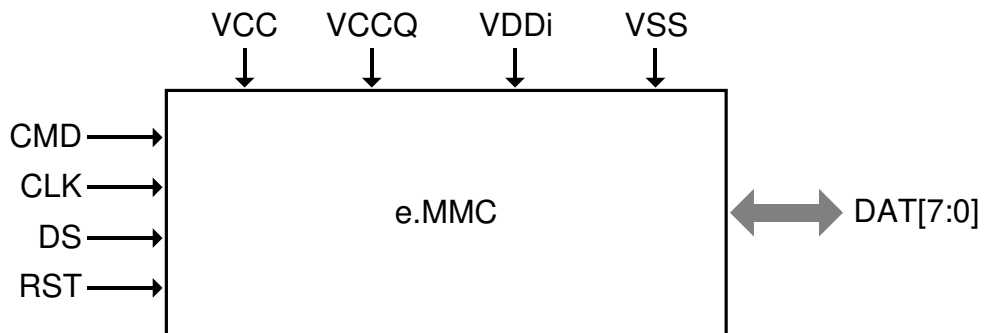 VCC VCCQ VDDi VSS
CMD
CLK
e.MMC
DAT[7:0]
DS
RST